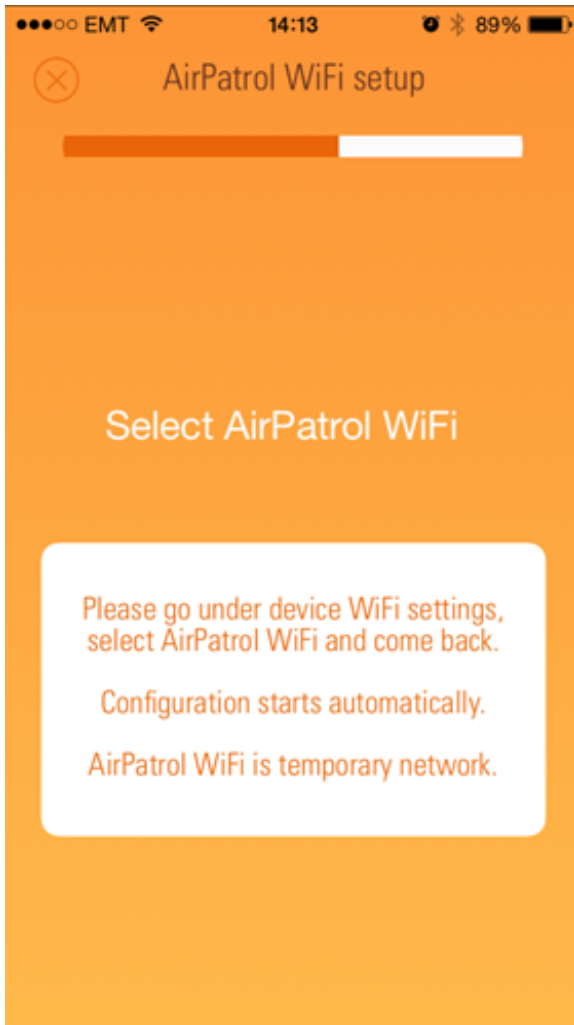 EMT 14:13 89%
AirPatrol WiFi setup
Select AirPatrol WiFi
Please go under device WiFi settings,
select AirPatrol WiFi and come back.
Configuration starts automatically.
AirPatrol WiFi is temporary network.